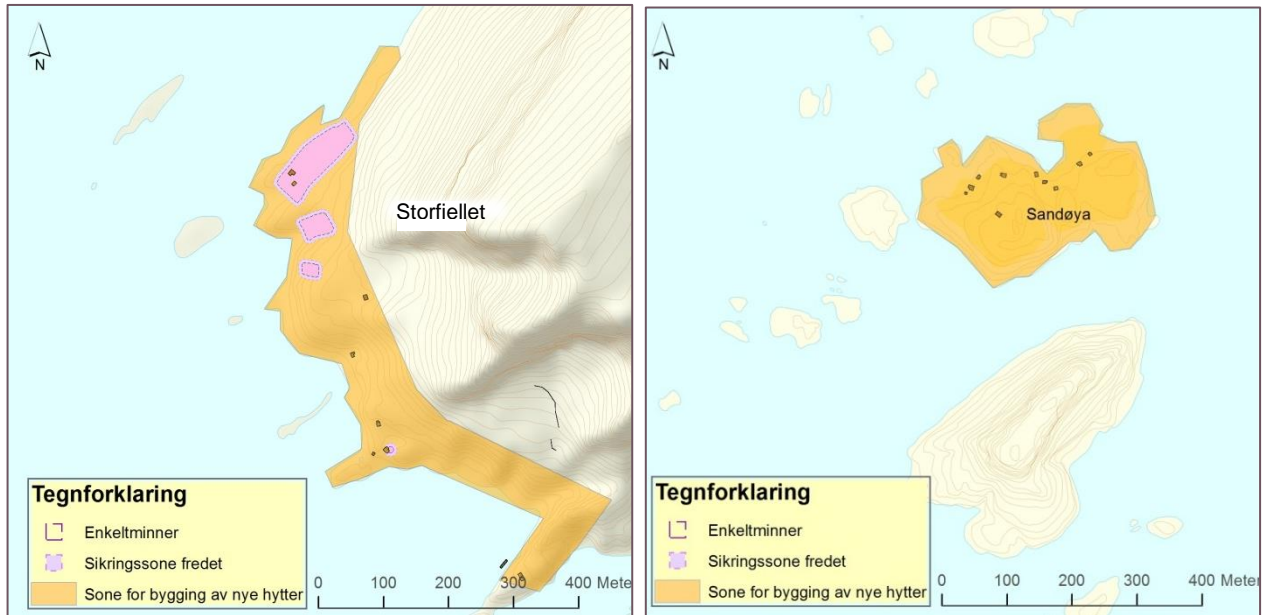 N
Storfiellet
Tegnforklaring
Enkeltminner
Sikringssone fredet
Sone for bygging av nye hytter
0 100 200 300 400 Meter
N
Sandøya
Tegnforklaring
Enkeltminner
Sikringssone fredet
Sone for bygging av nye hytter
0 100 200 300 400 Meter